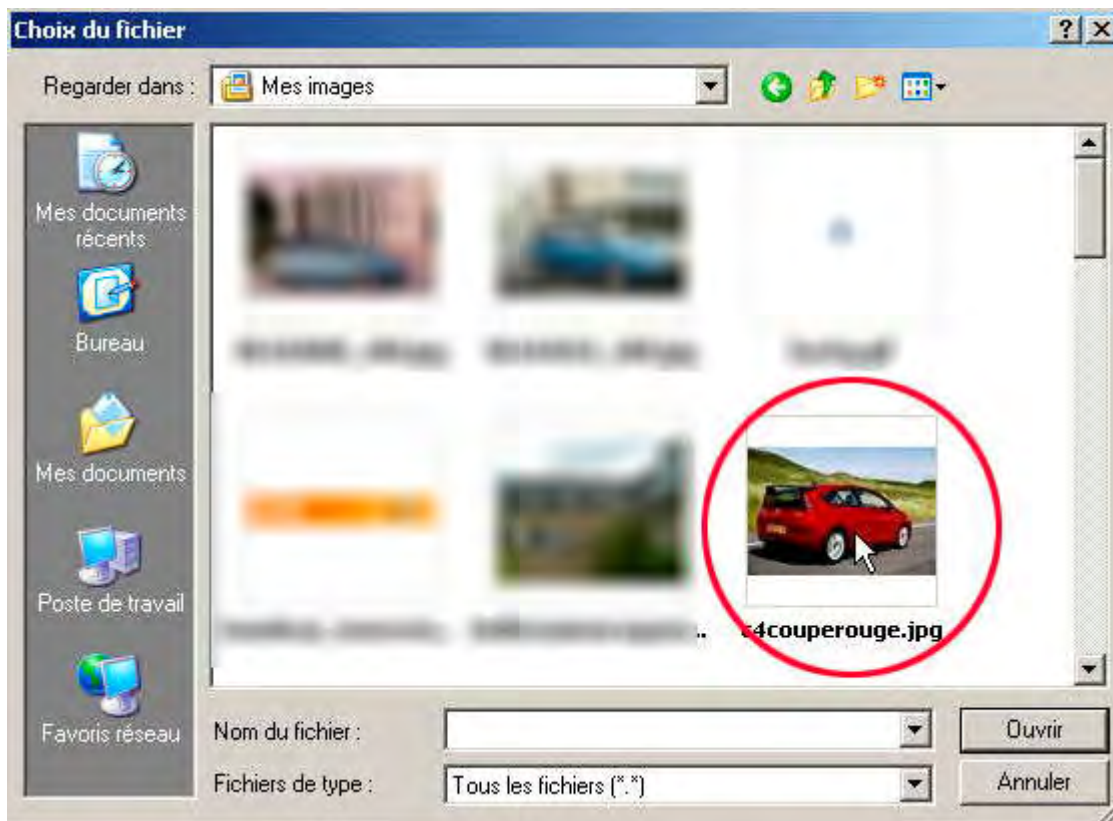 Choix du fichier
Regarder dans :
Mes images
Mes documents
récents
Bureau
Mes documents
Poste de travail
Favoris réseau
..
c4couperouge.jpg
Nom du fichier :
Ouvrir
Fichiers de type :
Tous les fichiers (*.*)
Annuler